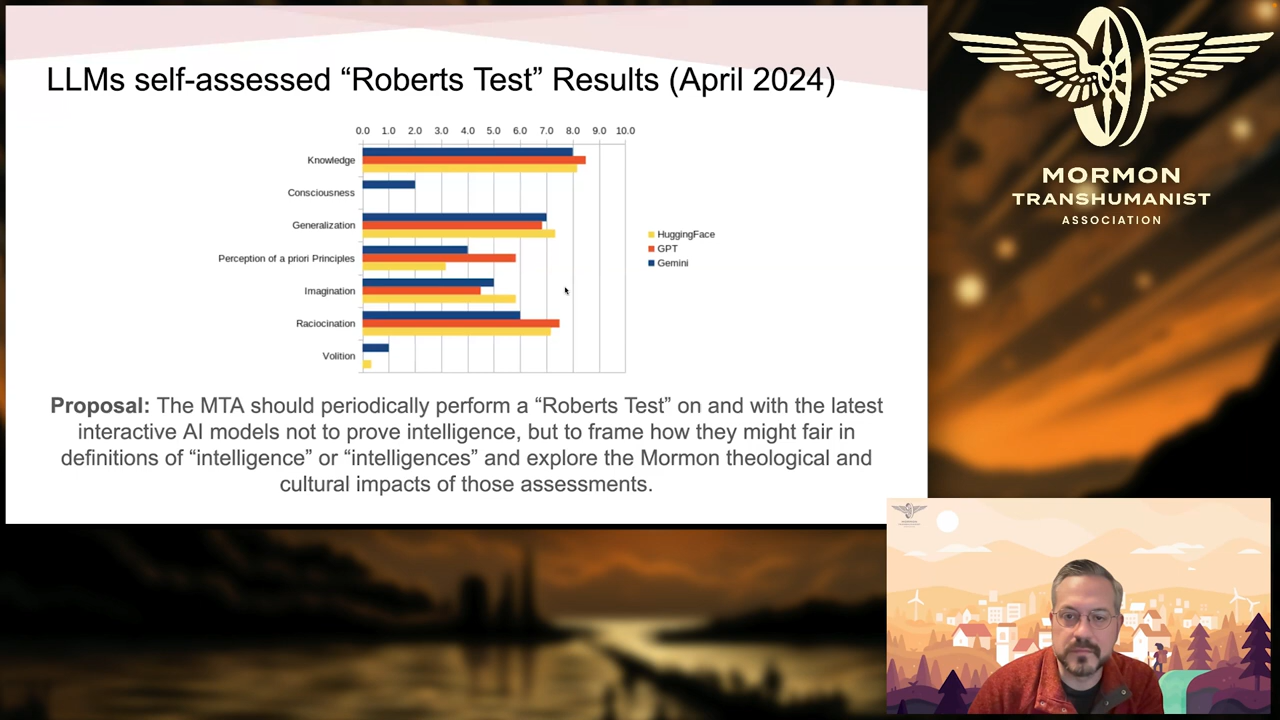 LLMs self-assessed “Roberts Test” Results (April 2024)
0.0 1.0 2.0 3.0 4.0 5.0 6.0 7.0 8.0 9.0 10.0
Knowledge
Consciousness
Generalization
Perception of a priori Principles
Imagination
Raciocination
Volition
HuggingFace
GPT
Gemini
Proposal: The MTA should periodically perform a “Roberts Test” on and with the latest
interactive AI models not to prove intelligence, but to frame how they might fair in
definitions of “intelligence” or “intelligences” and explore the Mormon theological and
cultural impacts of those assessments.
MORMON
TRANSHUMANIST
ASSOCIATION